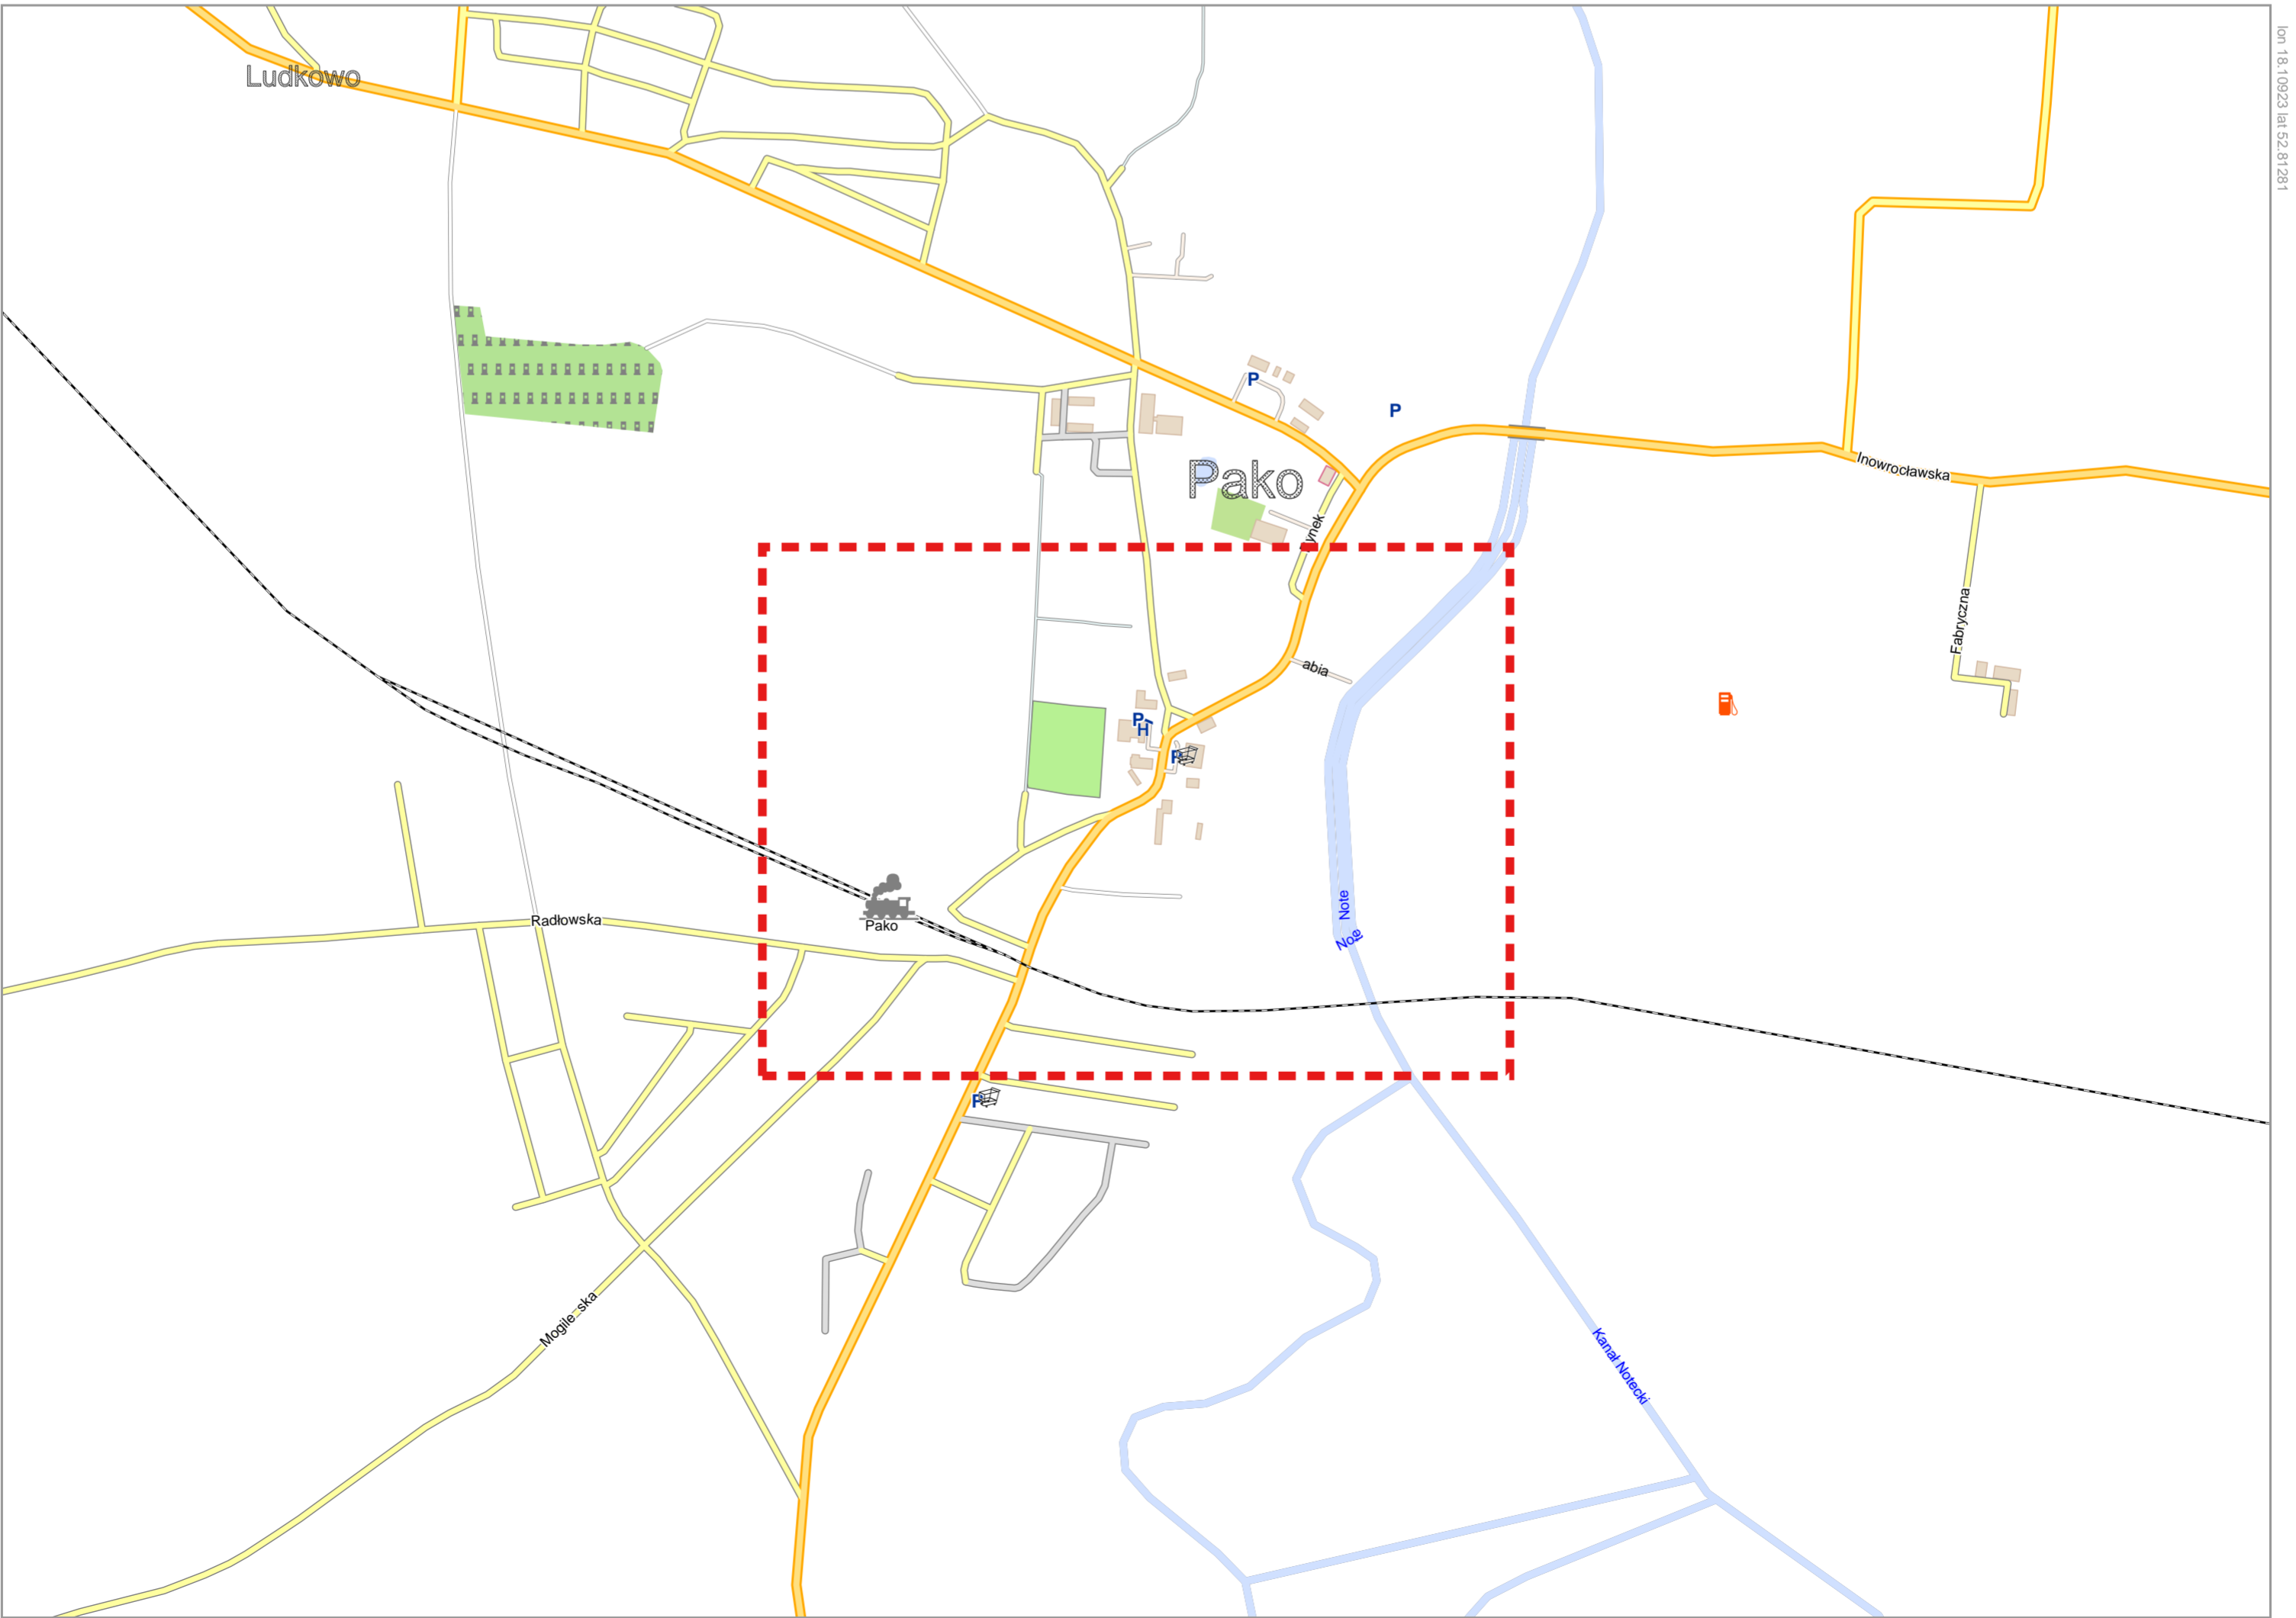 lon 18.10923 lat 52.81281
Ludkowo
P
P
Inowrocławska
Pako
ynek
Fabryczna
abia
P
H
P
Note
Radłowska
Pako
Note
P
Mogile ska
Kanał Notecki